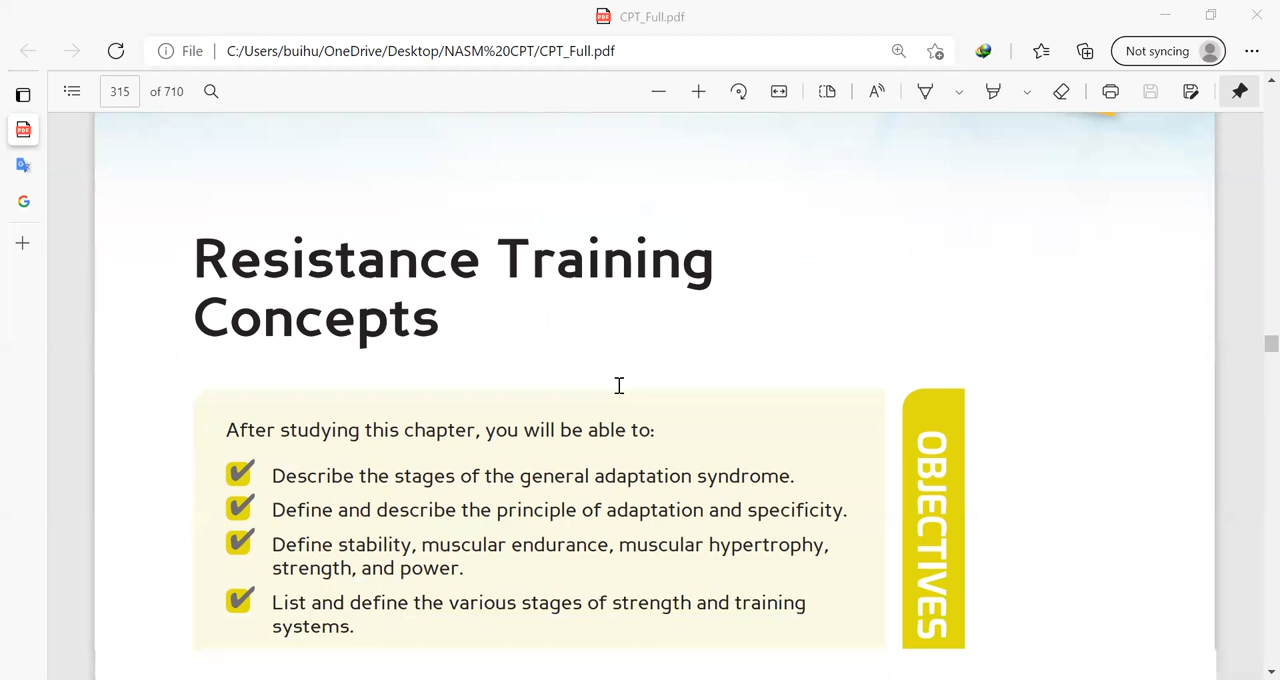 CPT_Full.pdf
File
C:/Users/buihu/OneDrive/Desktop/NASM%20CPT/CPT_Full.pdf
Not syncing
315 of 710
Resistance Training
Concepts
After studying this chapter, you will be able to:
Describe the stages of the general adaptation syndrome.
Define and describe the principle of adaptation and specificity.
Define stability, muscular endurance, muscular hypertrophy,
strength, and power.
List and define the various stages of strength and training
systems.
OBJECTIVES